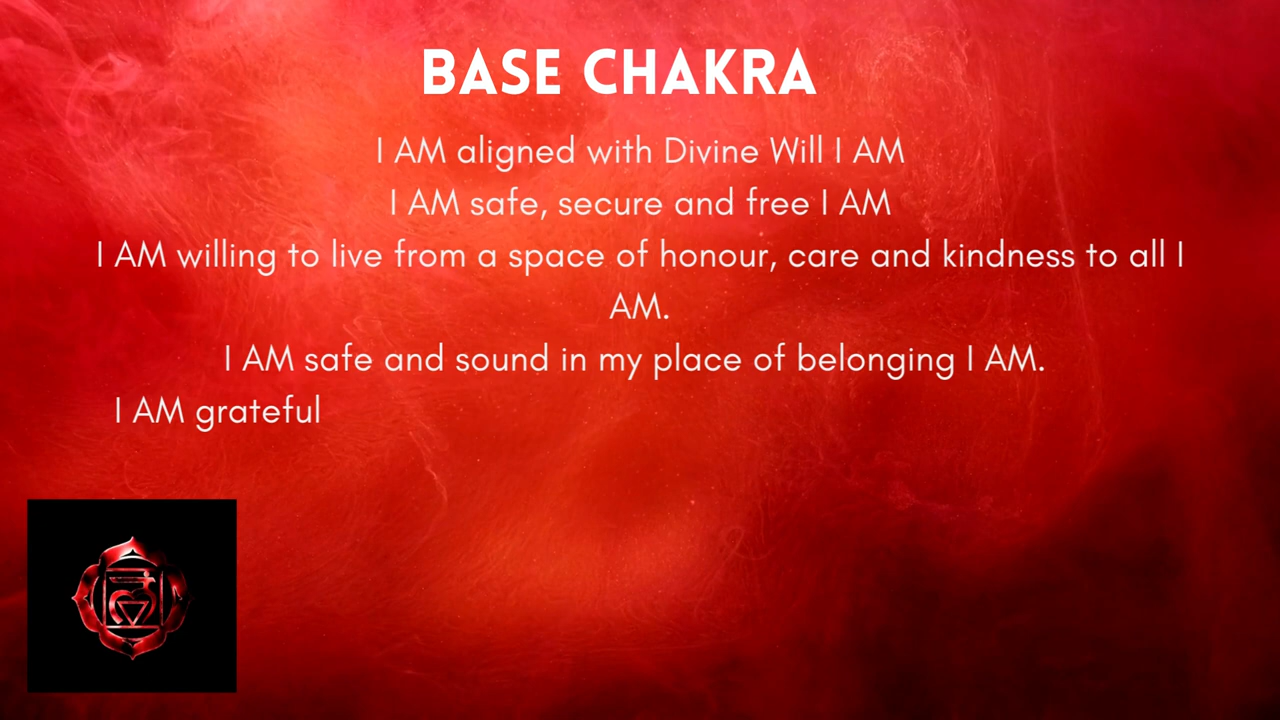 BASE CHAKRA
I AM aligned with Divine Will I AM
I AM safe, secure and free I AM
I AM willing to live from a space of honour, care and kindness to all I
AM.
I AM safe and sound in my place of belonging I AM.
I AM grateful